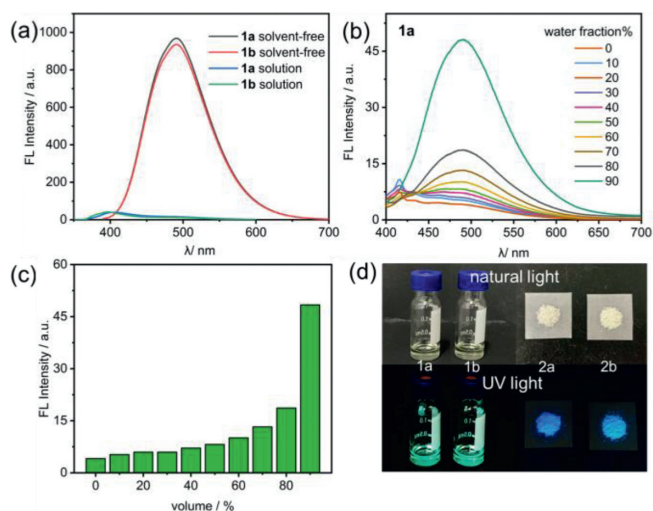 (a)
FL Intensity / a.u.
1000
800
600
400
200
0
400
500
600
700
λ/ nm
1a solvent-free
1b solvent-free
1a solution
1b solution
(b)
1a
FL Intensity / a.u.
45
30
15
0
400
450
500
550
600
650
700
λ/ nm
water fraction%
0
10
20
30
40
50
60
70
80
90
(c)
FL Intensity / a.u.
60
45
30
15
0
0
20
40
60
80
volume / %
(d)
natural light
1a
1b
2a
2b
UV light